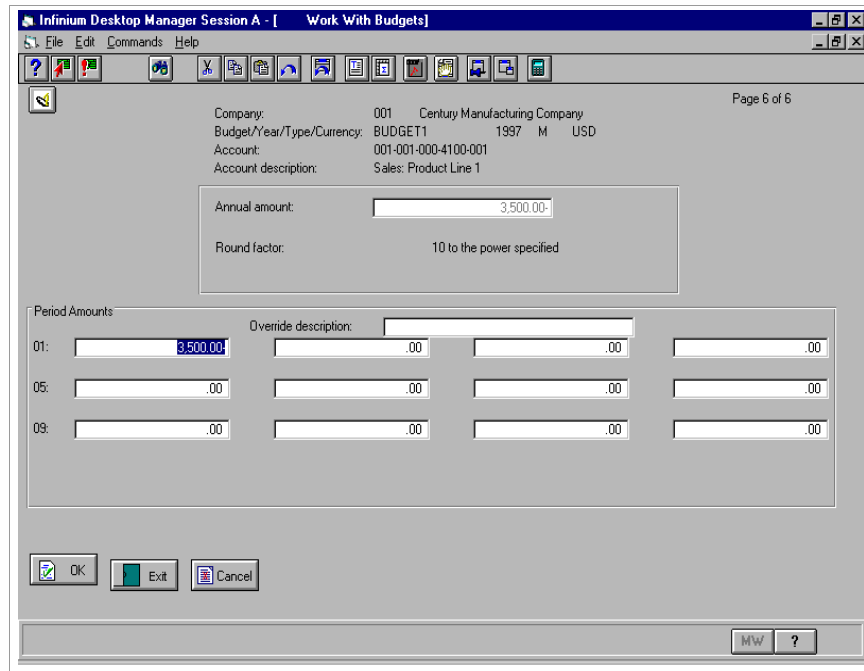 Infinium Desktop Manager Session A - [ Work With Budgets]
File Edit Commands Help
Page 6 of 6
Company: 001 Century Manufacturing Company
Budget/Year/Type/Currency: BUDGET1 1997 M USD
Account: 001-001-000-4100-001
Account description: Sales: Product Line 1
Annual amount: 3,500.00-
Round factor: 10 to the power specified
Period Amounts
Override description:
01: 3,500.00- .00 .00 .00
05: .00 .00 .00 .00
09: .00 .00 .00 .00
OK Exit Cancel
MW ?